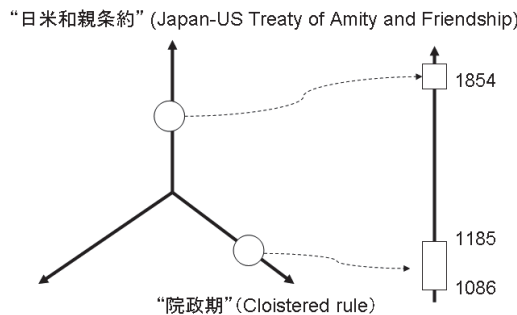 “日米和親条約” (Japan-US Treaty of Amity and Friendship)
1854
1185
1086
“院政期”(Cloistered rule)